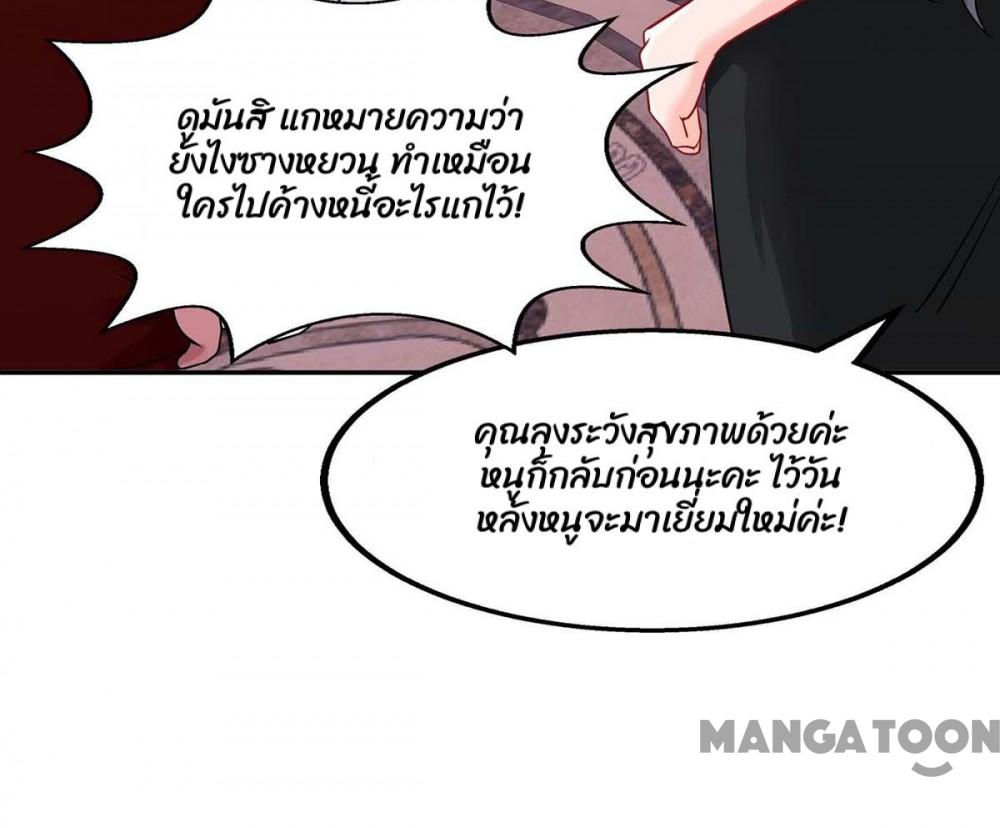 ดูมันสิ แกหมายความว่า
ยังไงซางหยวน ทำเหมือน
ใครไปค้างหนี้อะไรแกไว้!
คุณลุงระวังสุขภาพด้วยค่ะ
หนูก็กลับก่อนนะคะ ไว้วัน
หลังหนูจะมาเยี่ยมใหม่ค่ะ!
MANGATOON